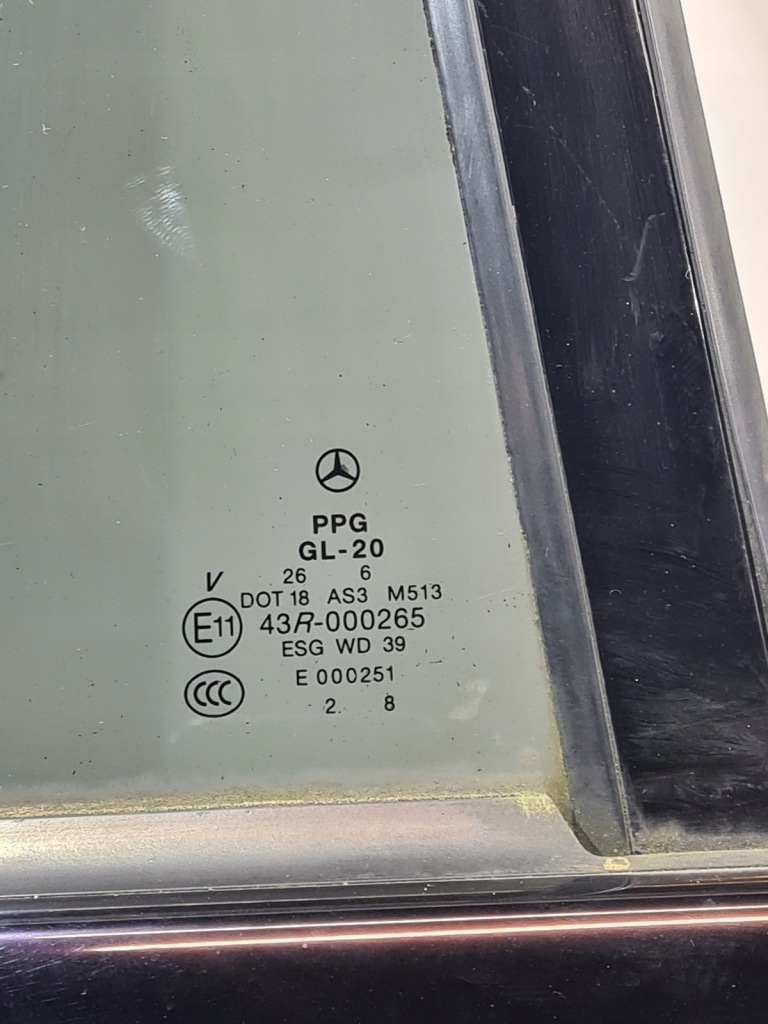 PPG
GL-20
26 6
V
DOT 18 AS3 M513
E11 43R-000265
ESG WD 39
CCC E 000251
2 8